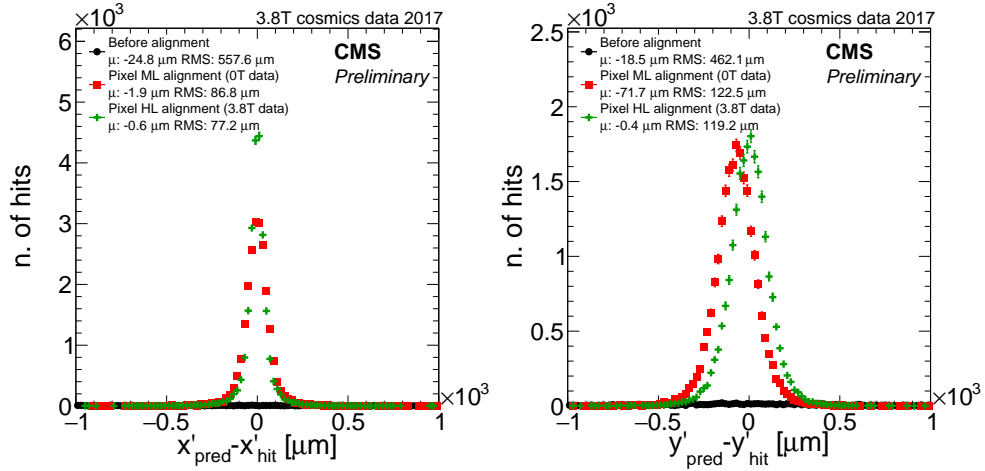 ×10³ 3.8T cosmics data 2017
Before alignment
μ: -24.8 μm RMS: 557.6 μm
Pixel ML alignment (0T data)
μ: -1.9 μm RMS: 86.8 μm
Pixel HL alignment (3.8T data)
μ: -0.6 μm RMS: 77.2 μm
CMS
Preliminary
n. of hits
6
5
4
3
2
1
0
−1 −0.5 0 0.5 1 ×10³
x'pred-x'hit [μm]
×10³ 3.8T cosmics data 2017
Before alignment
μ: -18.5 μm RMS: 462.1 μm
Pixel ML alignment (0T data)
μ: -71.7 μm RMS: 122.5 μm
Pixel HL alignment (3.8T data)
μ: -0.4 μm RMS: 119.2 μm
CMS
Preliminary
n. of hits
2.5
2
1.5
1
0.5
0
−1 −0.5 0 0.5 1 ×10³
y'pred-y'hit [μm]